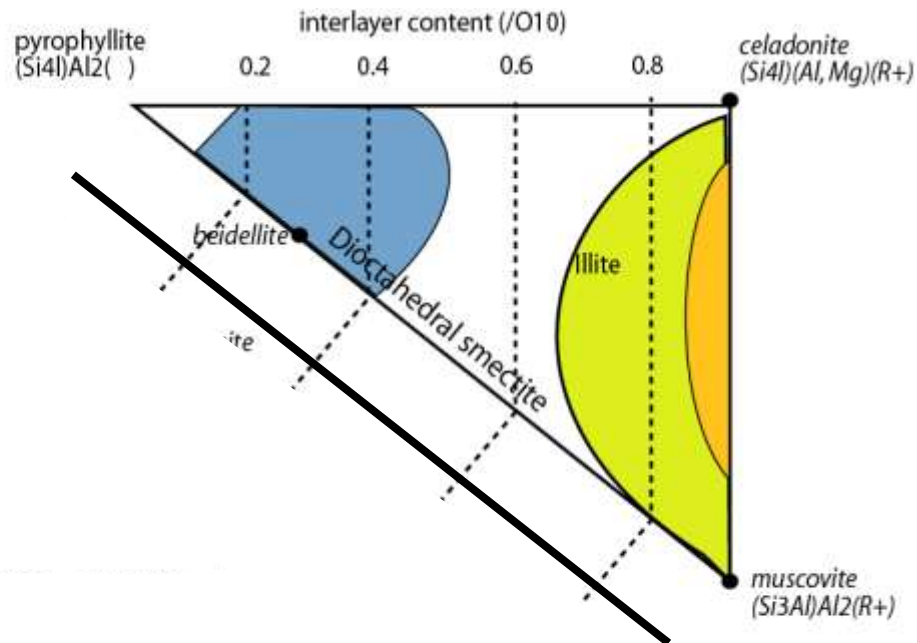 interlayer content (/O10)
pyrophyllite
(Si4l)Al2( )
0.2
0.4
0.6
0.8
celadonite
(Si4l)(Al,Mg)(R+)
beidellite
Dioctahedral smectite
Illite
muscovite
(Si3Al)Al2(R+)